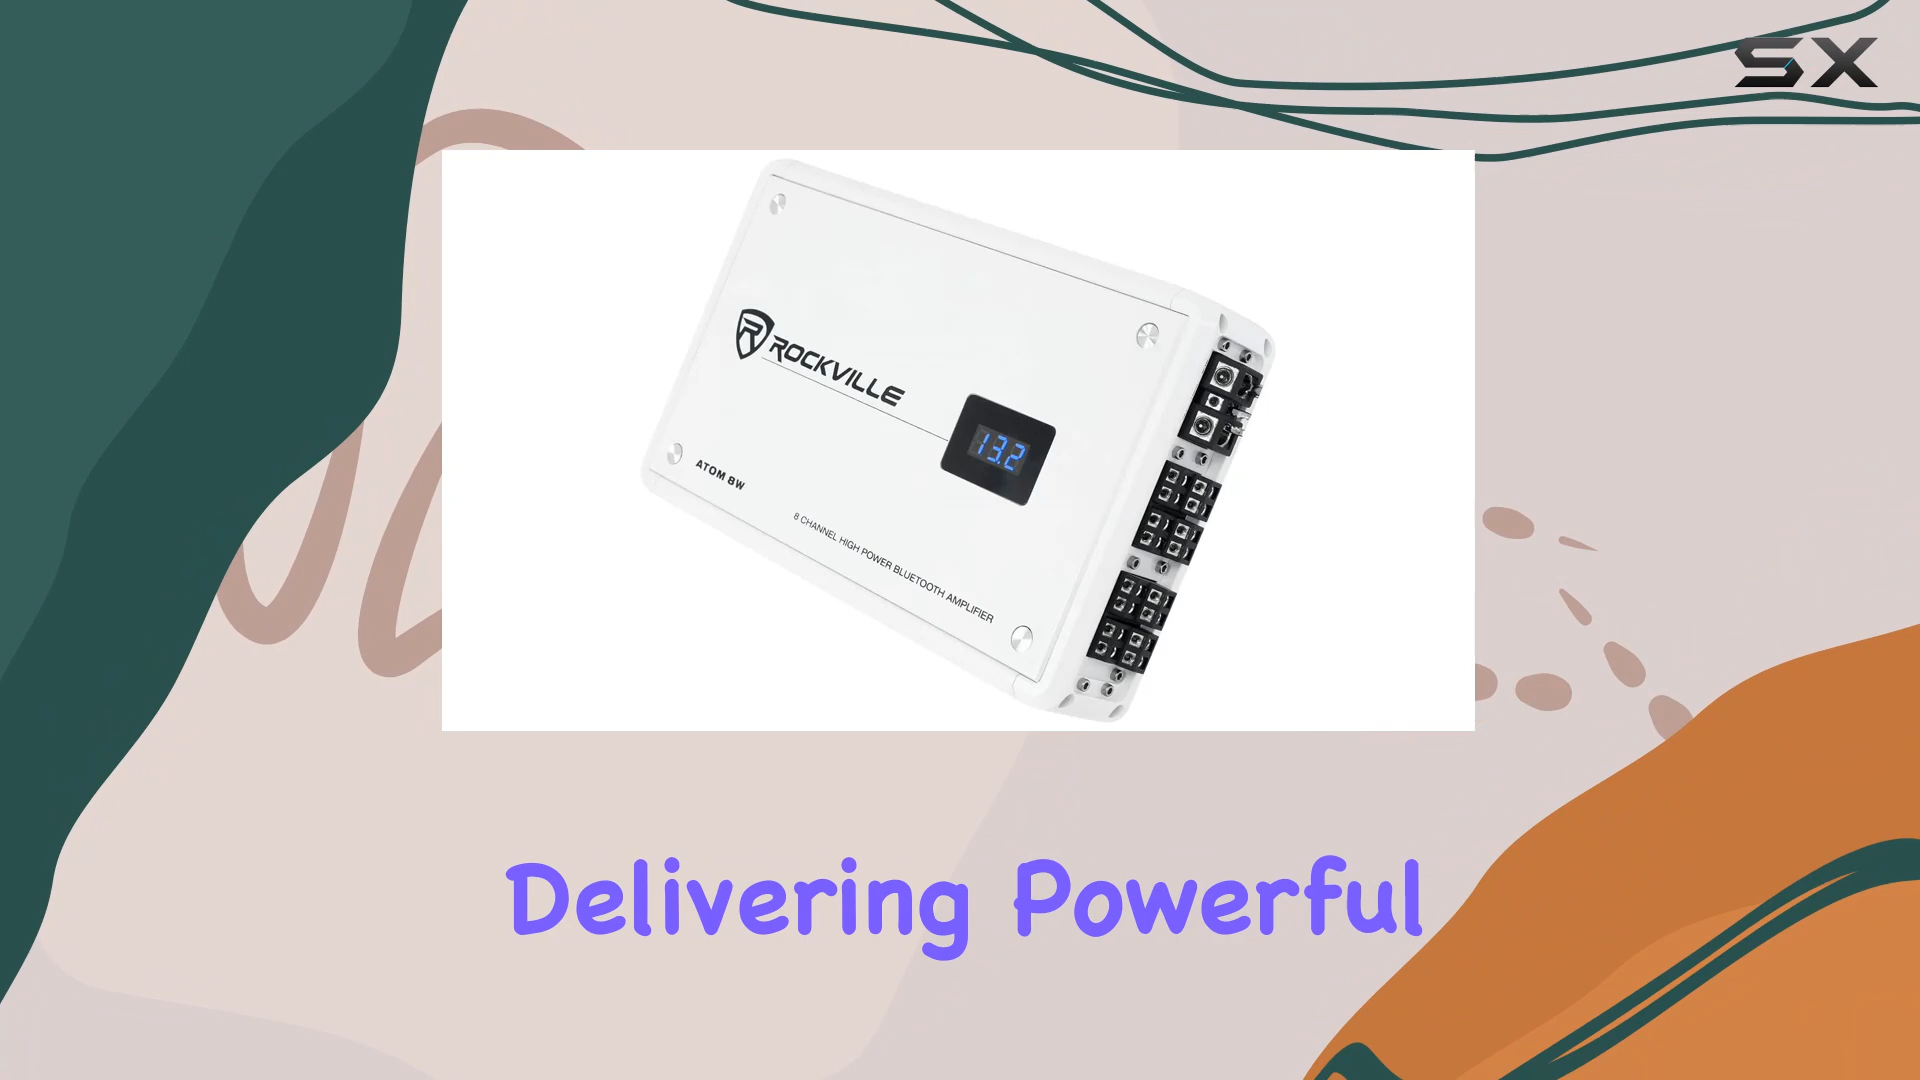 SX
R ROCKVILLE
13.2
ATOM 8W
8 CHANNEL HIGH POWER BLUETOOTH AMPLIFIER
Delivering Powerful